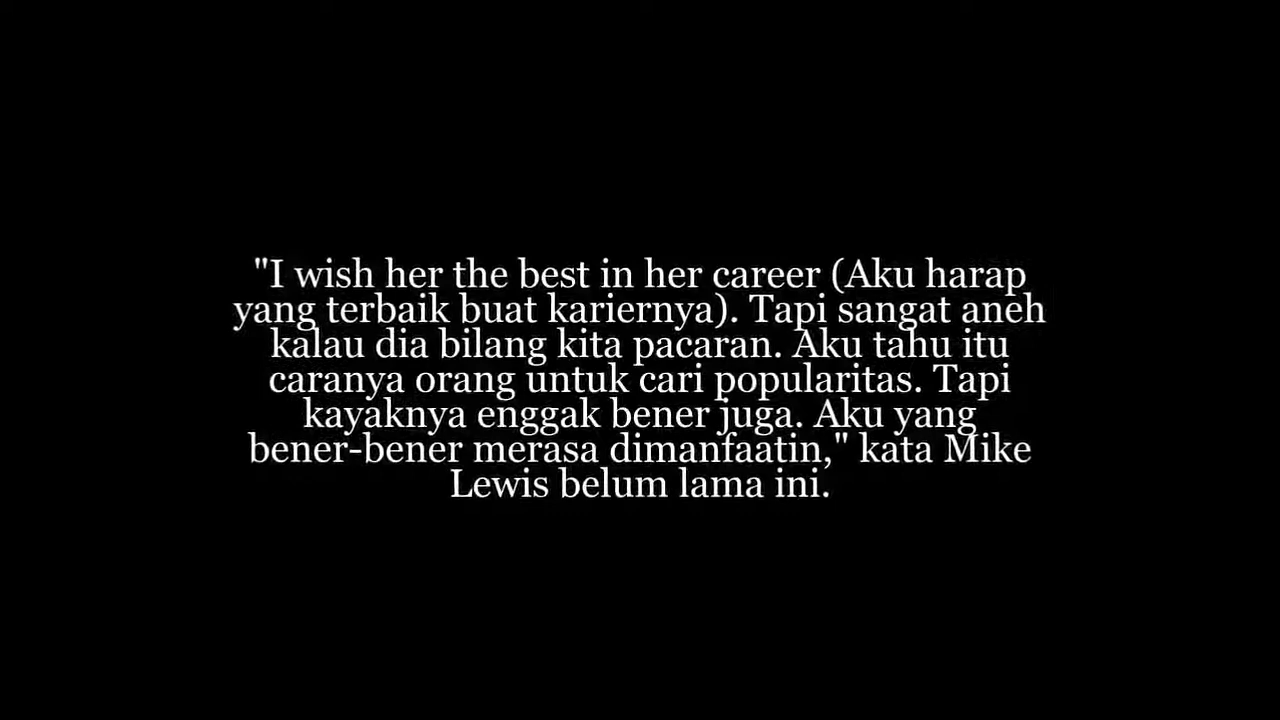 "I wish her the best in her career (Aku harap
yang terbaik buat kariernya). Tapi sangat aneh
kalau dia bilang kita pacaran. Aku tahu itu
caranya orang untuk cari popularitas. Tapi
kayaknya enggak bener juga. Aku yang
bener-bener merasa dimanfaatin," kata Mike
Lewis belum lama ini.